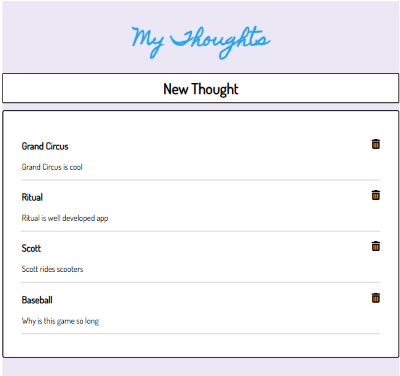 My Thoughts
New Thought
Grand Circus
Grand Circus is cool
Ritual
Ritual is well developed app
Scott
Scott rides scooters
Baseball
Why is this game so long